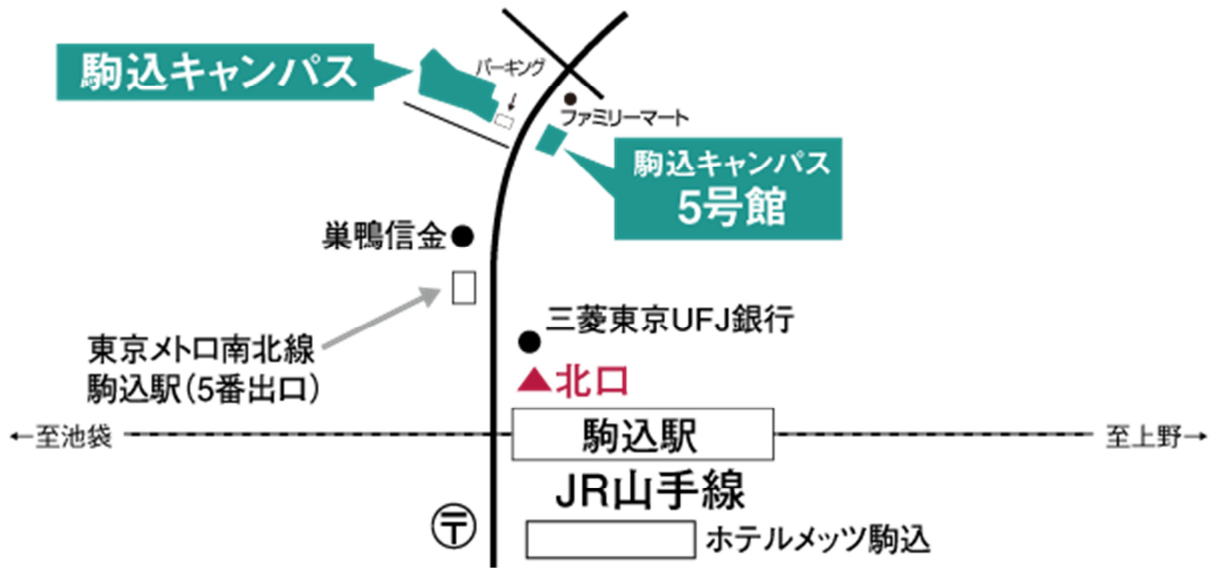 駒込キャンパス
パーキング
ファミリーマート
駒込キャンパス
5号館
巣鴨信金
三菱東京UFJ銀行
東京メトロ南北線
駒込駅(5番出口)
北口
←至池袋
駒込駅
至上野→
JR山手線
〒
ホテルメッツ駒込